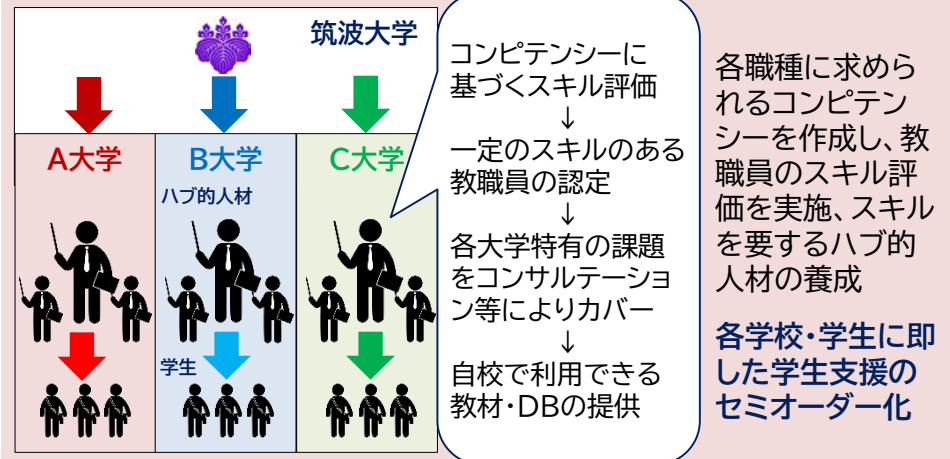 筑波大学
A大学
B大学
C大学
ハブ的人材
学生
コンピテンシーに
基づくスキル評価
↓
一定のスキルのある
教職員の認定
↓
各大学特有の課題
をコンサルテーショ
ン等によりカバー
↓
自校で利用できる
教材・DBの提供
各職種に求めら
れるコンピテン
シーを作成し、教
職員のスキル評
価を実施、スキル
を要するハブ的
人材の養成
各学校・学生に即
した学生支援の
セミオーダー化